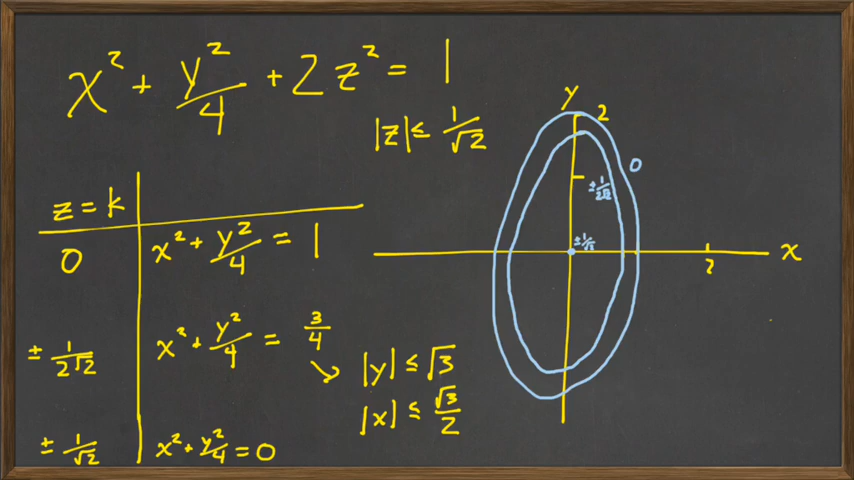 x² + y²/4 + 2z² = 1
|z| ≤ 1/√2
z = k
0 x² + y²/4 = 1
± 1/2√2 x² + y²/4 = 3/4
↘ |y| ≤ √3
|x| ≤ √3/2
± 1/√2 x² + y²/4 = 0
y
2
0
± 1/2√2
± 1/√2
x
2